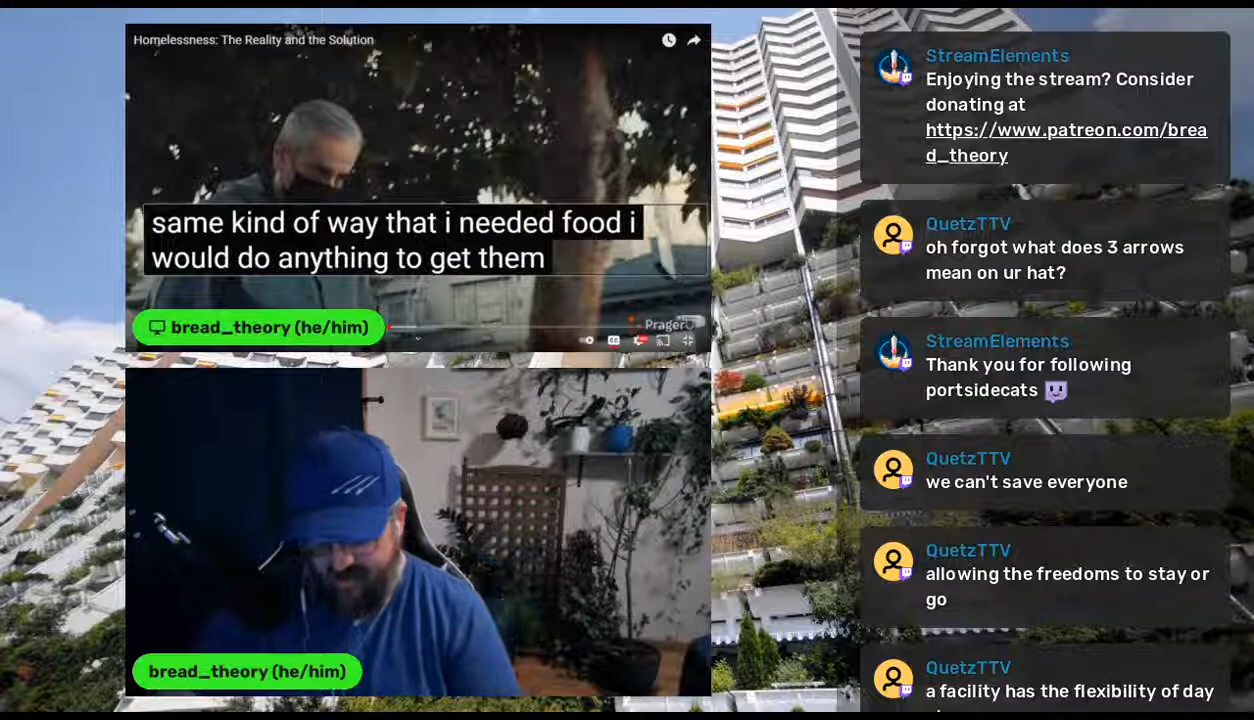 Homelessness: The Reality and the Solution
same kind of way that i needed food i
would do anything to get them
bread_theory (he/him)
PragerU
bread_theory (he/him)
StreamElements
Enjoying the stream? Consider
donating at
https://www.patreon.com/brea
d_theory
QuetzTTV
oh forgot what does 3 arrows
mean on ur hat?
StreamElements
Thank you for following
portsidecats
QuetzTTV
we can't save everyone
QuetzTTV
allowing the freedoms to stay or
go
QuetzTTV
a facility has the flexibility of day